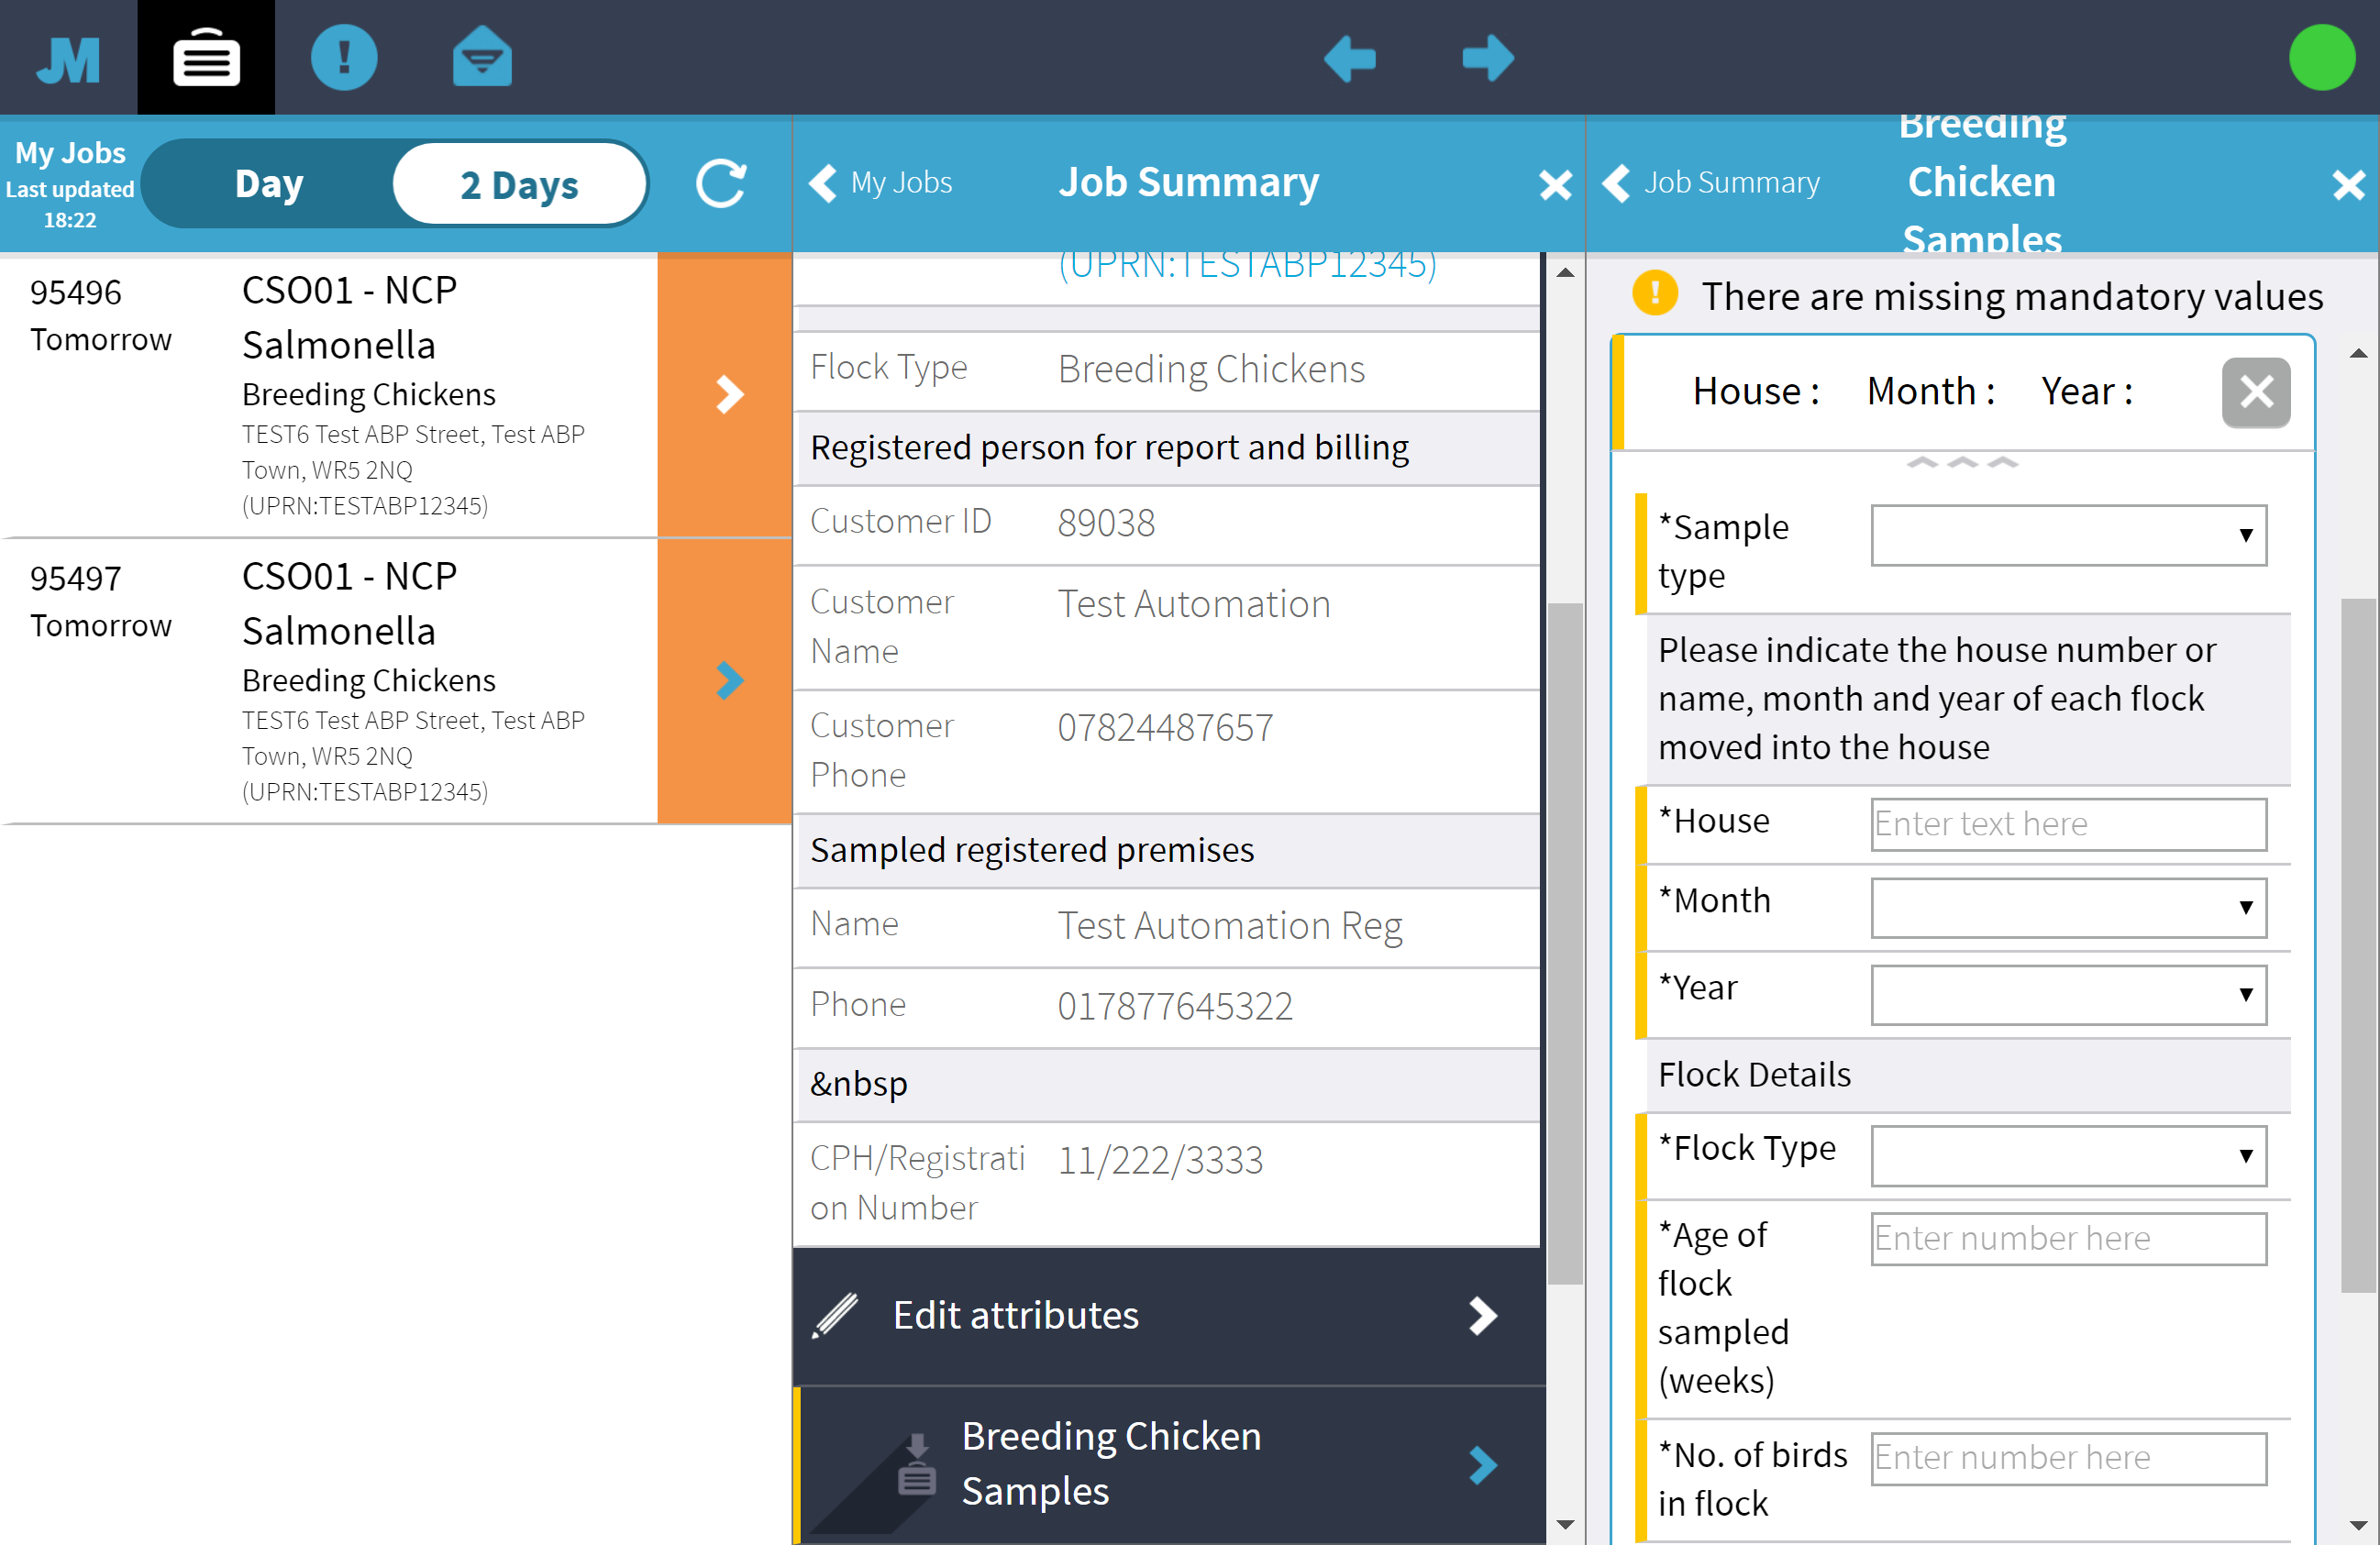 JM
My Jobs
Last updated
18:22
Day
2 Days
My Jobs
Job Summary
Job Summary
Breeding
Chicken
Samples
95496
Tomorrow
CSO01 - NCP
Salmonella
Breeding Chickens
TEST6 Test ABP Street, Test ABP
Town, WR5 2NQ
(UPRN:TESTABP12345)
95497
Tomorrow
CSO01 - NCP
Salmonella
Breeding Chickens
TEST6 Test ABP Street, Test ABP
Town, WR5 2NQ
(UPRN:TESTABP12345)
(UPRN:TESTABP12345)
Flock Type
Breeding Chickens
Registered person for report and billing
Customer ID
89038
Customer
Name
Test Automation
Customer
Phone
07824487657
Sampled registered premises
Name
Test Automation Reg
Phone
017877645322
&nbsp
CPH/Registrati
on Number
11/222/3333
Edit attributes
Breeding Chicken
Samples
There are missing mandatory values
House : Month : Year :
*Sample
type
Please indicate the house number or
name, month and year of each flock
moved into the house
*House
Enter text here
*Month
*Year
Flock Details
*Flock Type
*Age of
flock
sampled
(weeks)
Enter number here
*No. of birds
in flock
Enter number here